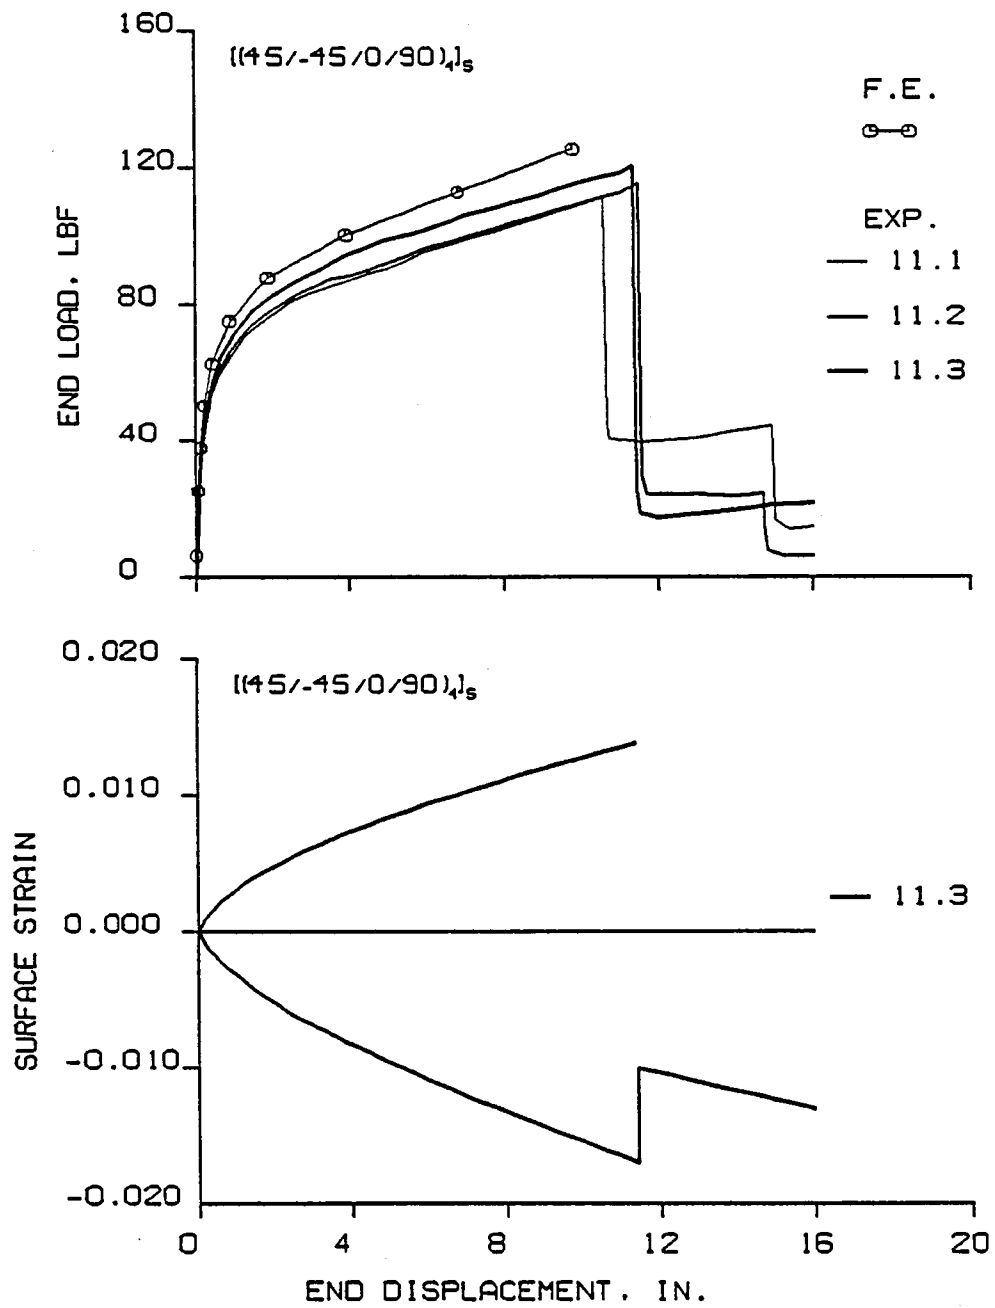 160
120
80
40
0
END LOAD, LBF
[(45/-45/0/90)₄]s
F.E.
EXP.
11.1
11.2
11.3
0.020
0.010
0.000
-0.010
-0.020
SURFACE STRAIN
[(45/-45/0/90)₄]s
11.3
0 4 8 12 16 20
END DISPLACEMENT, IN.